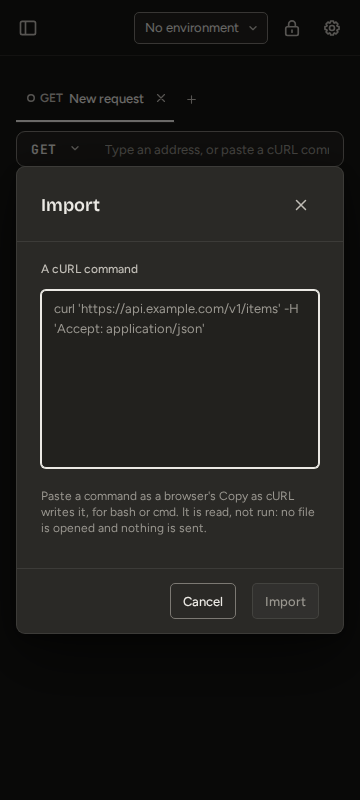 No environment
GET New request
GET Type an address, or paste a cURL comm
Import
A cURL command
curl 'https://api.example.com/v1/items' -H
'Accept: application/json'
Paste a command as a browser's Copy as cURL
writes it, for bash or cmd. It is read, not run: no file
is opened and nothing is sent.
Cancel Import